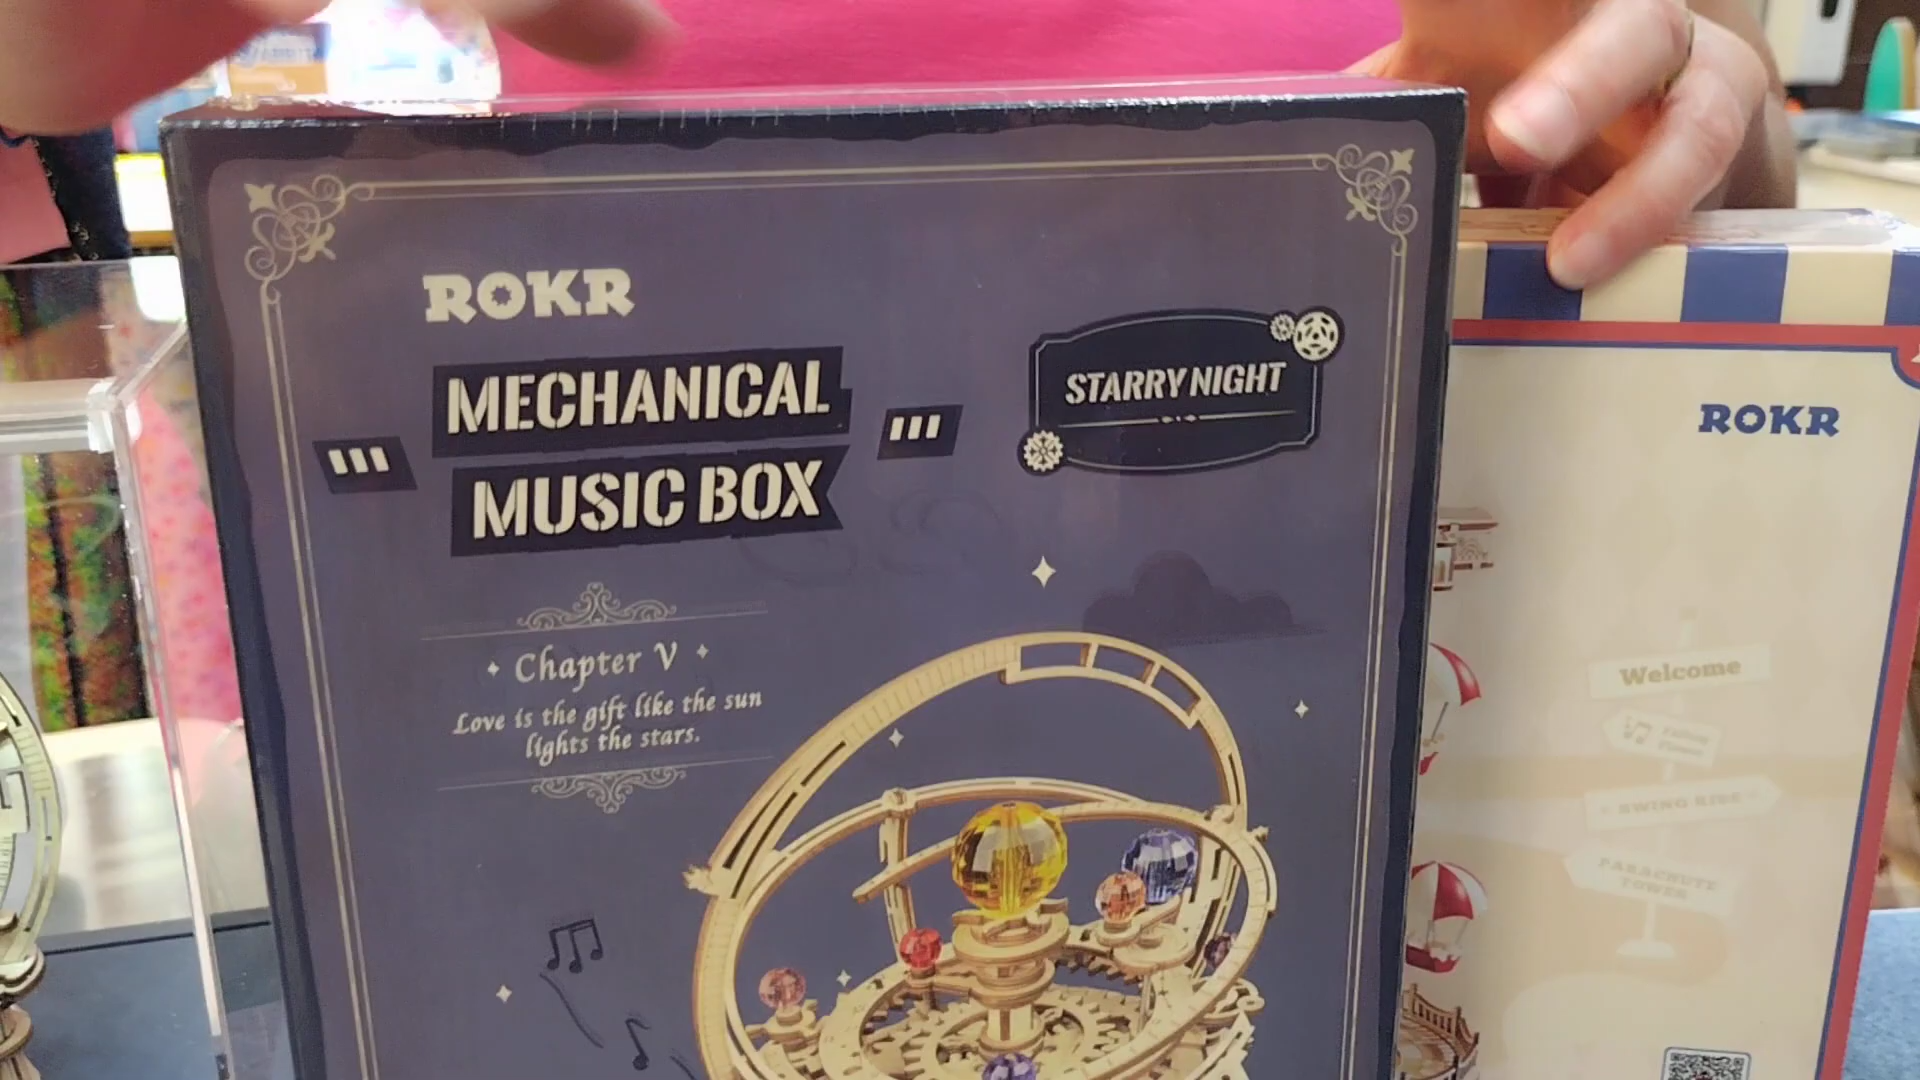 ROKR
MECHANICAL
MUSIC BOX
STARRY NIGHT
Chapter V
Love is the gift like the sun
lights the stars.
ROKR
Welcome
SWING RIDE
PARACHUTE
TOWER